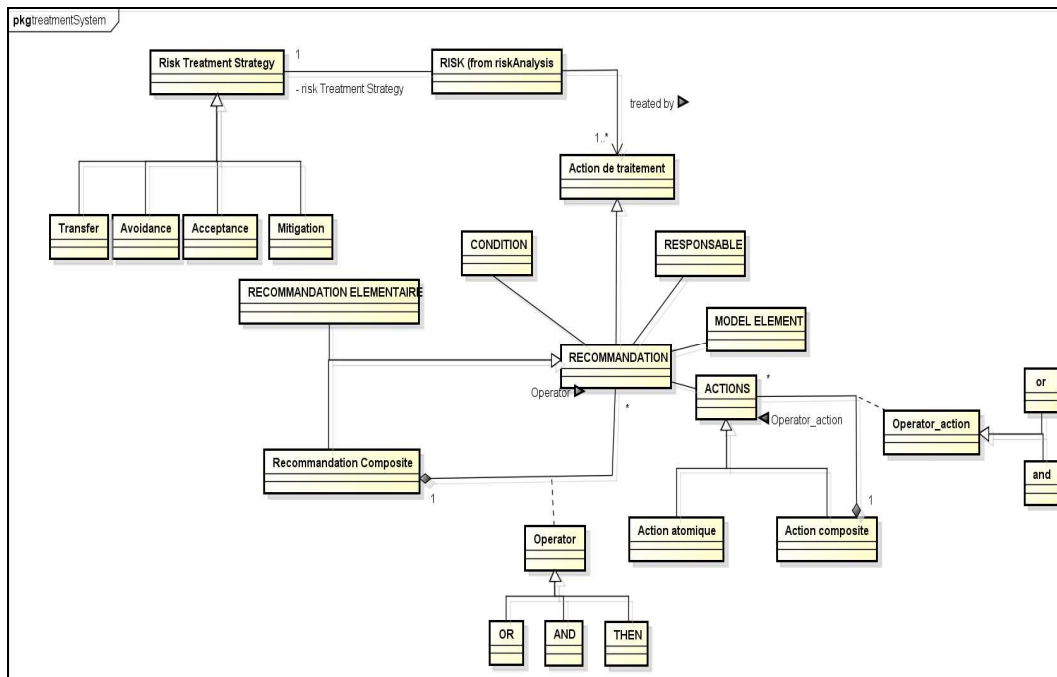 pkg treatmentSystem
Risk Treatment Strategy
1
- risk Treatment Strategy
RISK (from riskAnalysis
treated by
1..*
Action de traitement
Transfer
Avoidance
Acceptance
Mitigation
CONDITION
RESPONSABLE
RECOMMANDATION ELEMENTAIRE
MODEL ELEMENT
RECOMMANDATION
Operator
*
ACTIONS
*
Operator_action
Operator_action
or
and
Recommandation Composite
1
Action atomique
Action composite
1
Operator
OR
AND
THEN